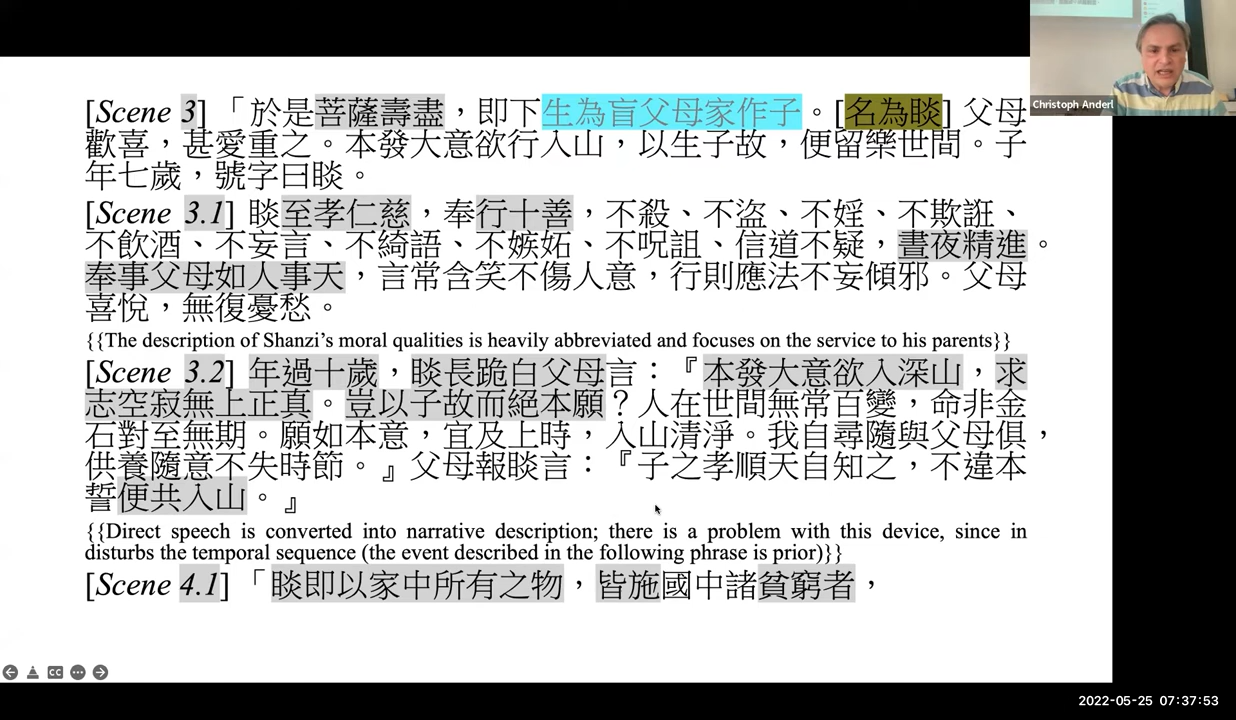 [Scene 3]「於是菩薩壽盡，即下生為盲父母家作子。[名為睒] 父母
歡喜，甚愛重之。本發大意欲行入山，以生子故，便留樂世間。子
年七歲，號字曰睒。
[Scene 3.1] 睒至孝仁慈，奉行十善，不殺、不盜、不婬、不欺誑、
不飲酒、不妄言、不綺語、不嫉妬、不呪詛、信道不疑，晝夜精進。
奉事父母如人事天，言常含笑不傷人意，行則應法不妄傾邪。父母
喜悅，無復憂愁。
{{The description of Shanzi’s moral qualities is heavily abbreviated and focuses on the service to his parents}}
[Scene 3.2] 年過十歲，睒長跪白父母言：『本發大意欲入深山，求
志空寂無上正真。豈以子故而絕本願？人在世間無常百變，命非金
石對至無期。願如本意，宜及上時，入山清淨。我自尋隨與父母俱，
供養隨意不失時節。』父母報睒言：『子之孝順天自知之，不違本
誓便共入山。』
{{Direct speech is converted into narrative description; there is a problem with this device, since in
disturbs the temporal sequence (the event described in the following phrase is prior)}}
[Scene 4.1]「睒即以家中所有之物，皆施國中諸貧窮者，
Christoph Anderl
CC
2022-05-25 07:37:53